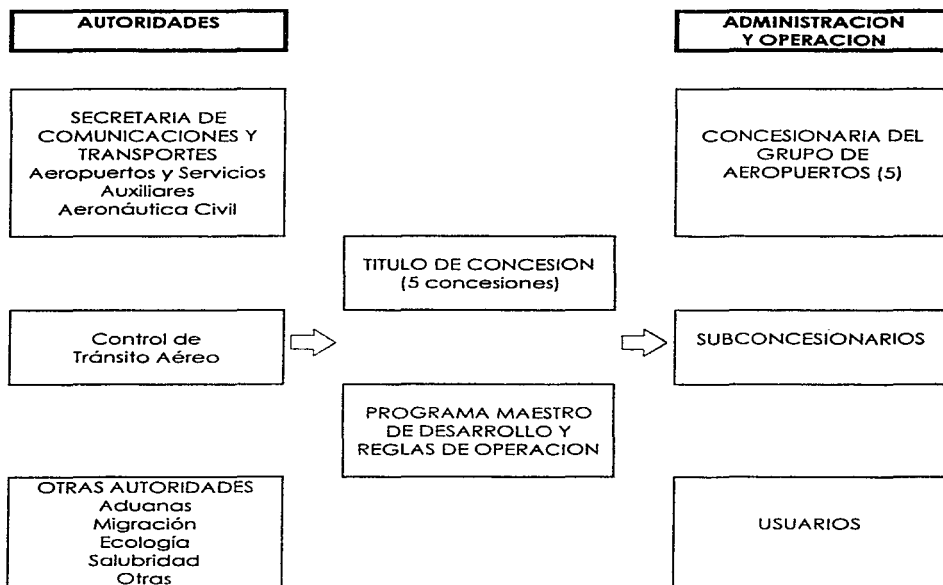 AUTORIDADES
SECRETARIA DE
COMUNICACIONES Y
TRANSPORTES
Aeropuertos y Servicios
Auxiliares
Aeronáutica Civil
Control de
Tránsito Aéreo
OTRAS AUTORIDADES
Aduanas
Migración
Ecología
Salubridad
Otras
TITULO DE CONCESION
(5 concesiones)
PROGRAMA MAESTRO
DE DESARROLLO Y
REGLAS DE OPERACION
ADMINISTRACION
Y OPERACION
CONCESIONARIA DEL
GRUPO DE
AEROPUERTOS (5)
SUBCONCESIONARIOS
USUARIOS